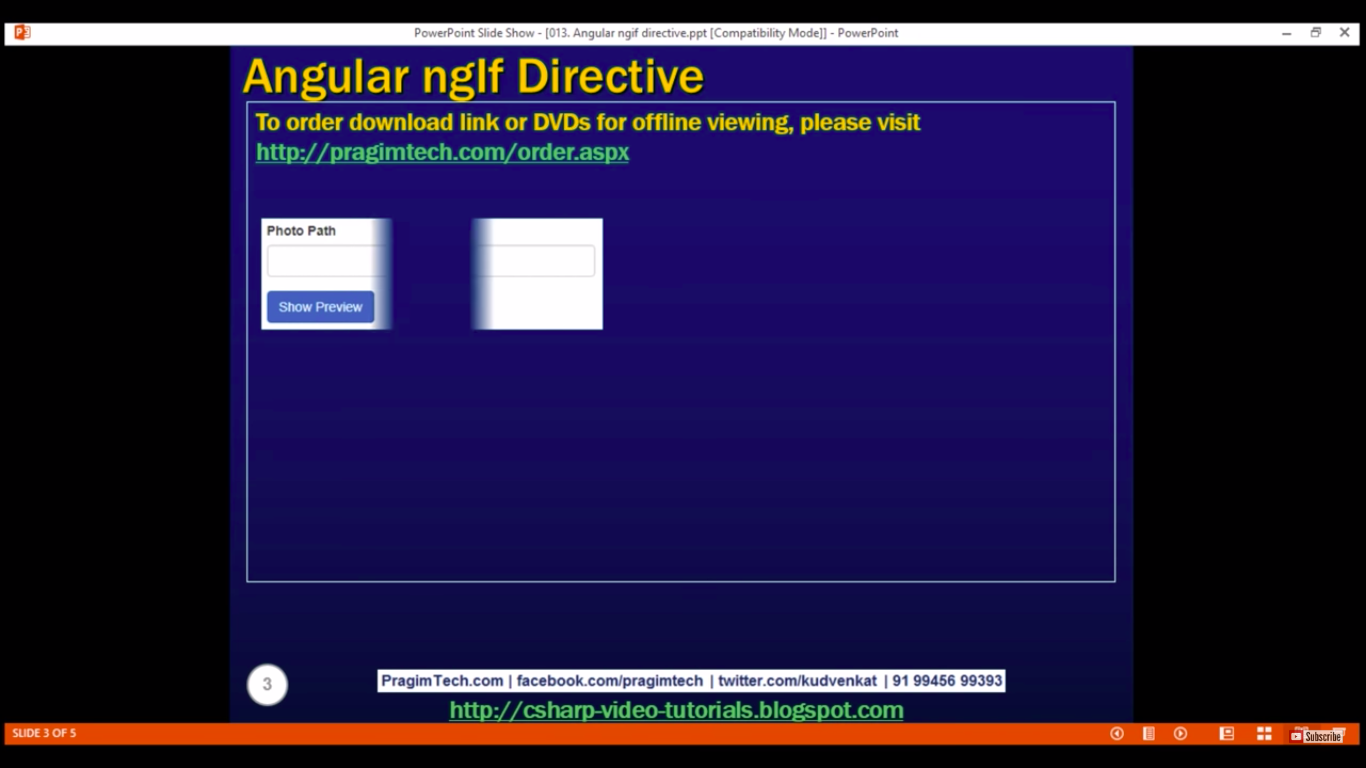 PowerPoint Slide Show - [013. Angular ngif directive.ppt [Compatibility Mode]] - PowerPoint
Angular ngIf Directive
To order download link or DVDs for offline viewing, please visit
http://pragimtech.com/order.aspx
Photo Path
Show Preview
3
PragimTech.com | facebook.com/pragimtech | twitter.com/kudvenkat | 91 99456 99393
http://csharp-video-tutorials.blogspot.com
SLIDE 3 OF 5
Subscribe